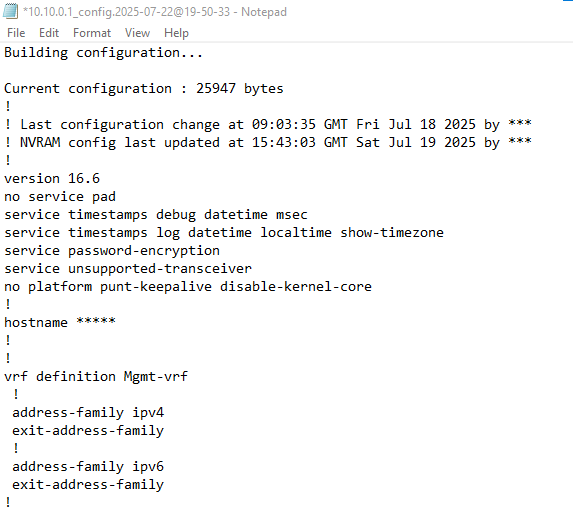 *10.10.0.1_config.2025-07-22@19-50-33 - Notepad
File Edit Format View Help
Building configuration...
Current configuration : 25947 bytes
!
! Last configuration change at 09:03:35 GMT Fri Jul 18 2025 by ***
! NVRAM config last updated at 15:43:03 GMT Sat Jul 19 2025 by ***
!
version 16.6
no service pad
service timestamps debug datetime msec
service timestamps log datetime localtime show-timezone
service password-encryption
service unsupported-transceiver
no platform punt-keepalive disable-kernel-core
!
hostname *****
!
!
vrf definition Mgmt-vrf
 !
 address-family ipv4
 exit-address-family
 !
 address-family ipv6
 exit-address-family
!